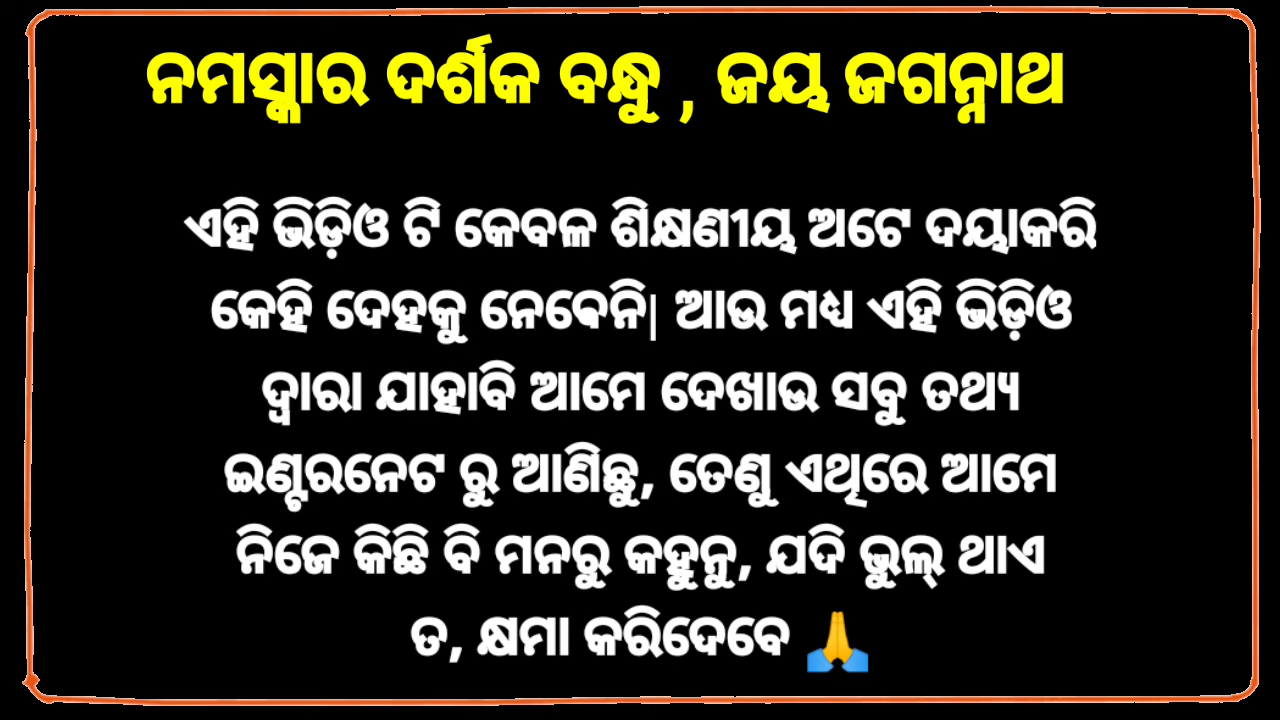 ନମସ୍କାର ଦର୍ଶକ ବନ୍ଧୁ , ଜୟ ଜଗନ୍ନାଥ
ଏହି ଭିଡ଼ିଓ ଟି କେବଳ ଶିକ୍ଷଣୀୟ ଅଟେ ଦୟାକରି
କେହି ଦେହକୁ ନେବେନି| ଆଉ ମଧ୍ୟ ଏହି ଭିଡ଼ିଓ
ଦ୍ୱାରା ଯାହାବି ଆମେ ଦେଖାଉ ସବୁ ତଥ୍ୟ
ଇଣ୍ଟରନେଟ ରୁ ଆଣିଛୁ, ତେଣୁ ଏଥିରେ ଆମେ
ନିଜେ କିଛି ବି ମନରୁ କହୁନୁ, ଯଦି ଭୁଲ୍ ଥାଏ
ତ, କ୍ଷମା କରିଦେବେ 🙏